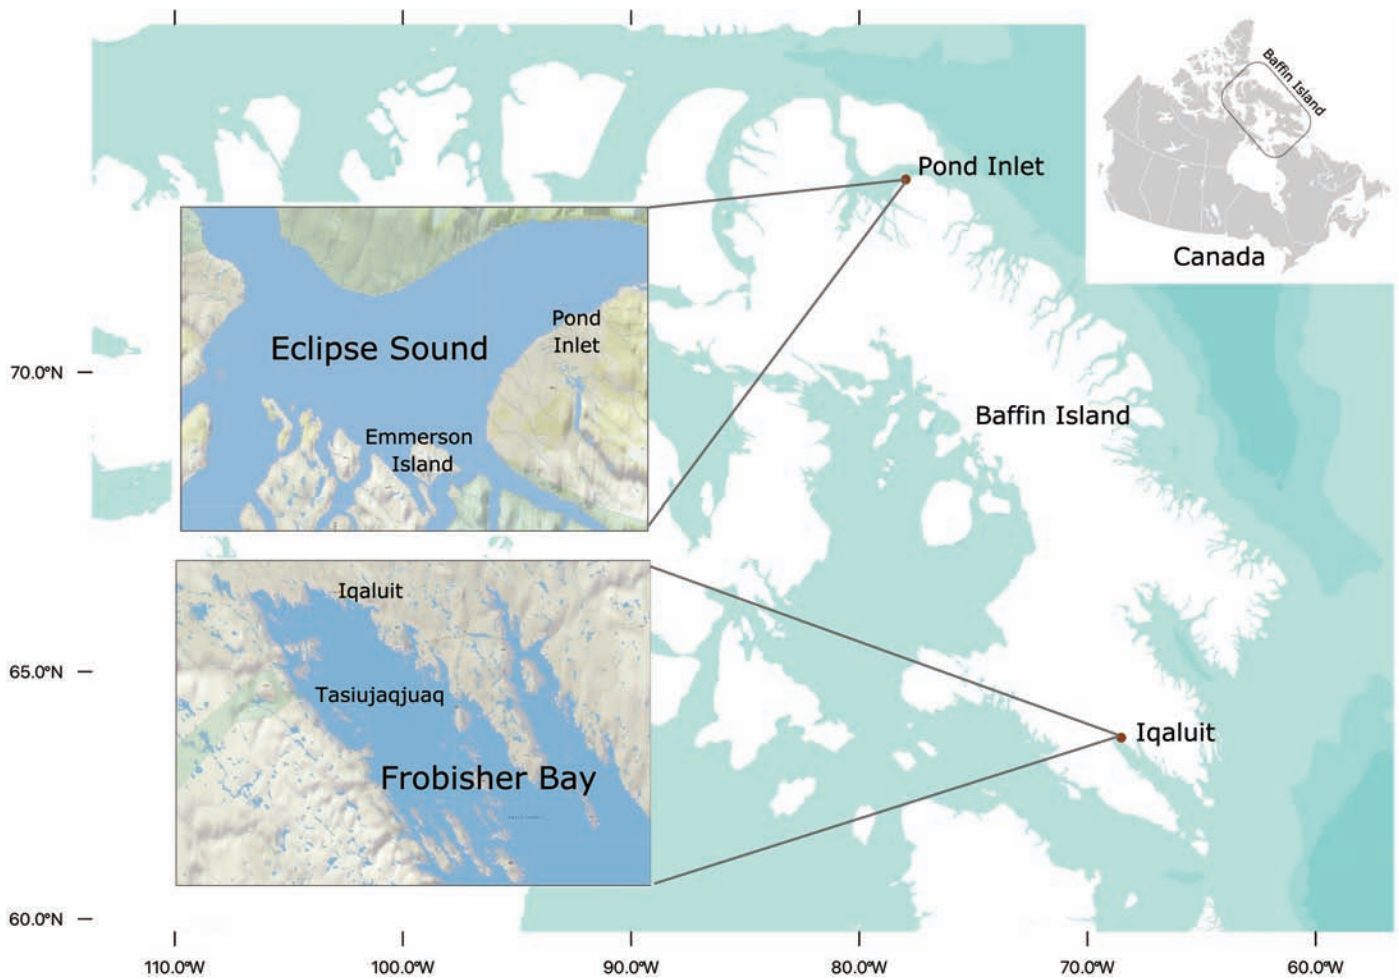 Baffin Island
Canada
Pond Inlet
Eclipse Sound
Pond
Inlet
Emmerson
Island
70.0°N
Baffin Island
Iqaluit
Tasiujaqjuaq
Frobisher Bay
65.0°N
Iqaluit
60.0°N
110.0°W
100.0°W
90.0°W
80.0°W
70.0°W
60.0°W